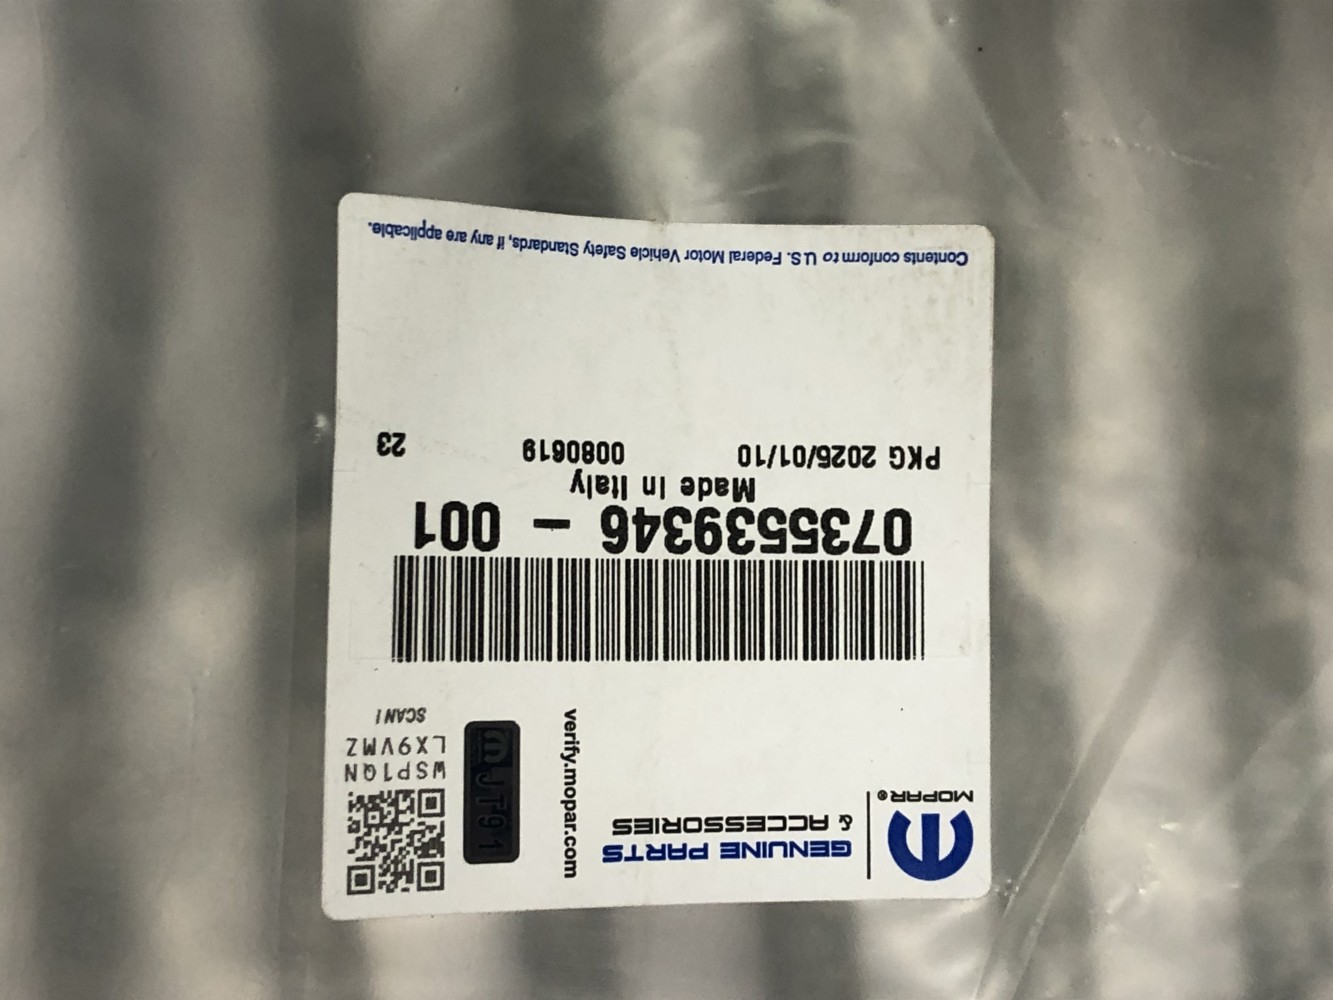 MOPAR®
GENUINE PARTS
& ACCESSORIES
verify.mopar.com
JT91
WSP1QN
LX9VMZ
SCAN!
0735539346 - 001
Made In Italy
PKG 2025/01/10 0080619 23
Contents conform to U.S. Federal Motor Vehicle Safety Standards, if any are applicable.